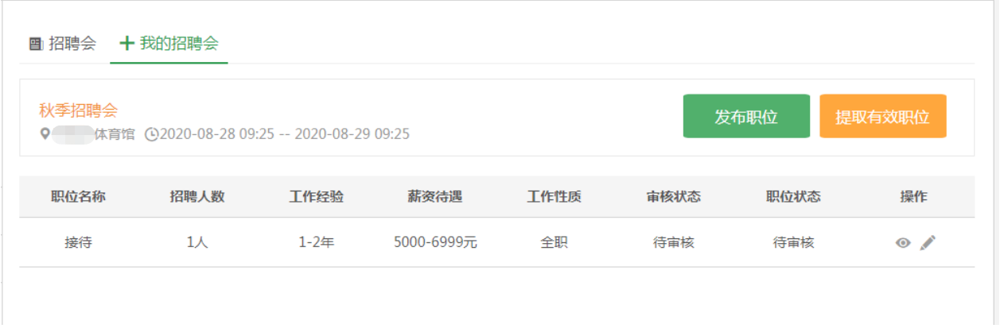 招聘会 我的招聘会
秋季招聘会
体育馆 2020-08-28 09:25 -- 2020-08-29 09:25
发布职位 提取有效职位
职位名称 招聘人数 工作经验 薪资待遇 工作性质 审核状态 职位状态 操作
接待 1人 1-2年 5000-6999元 全职 待审核 待审核